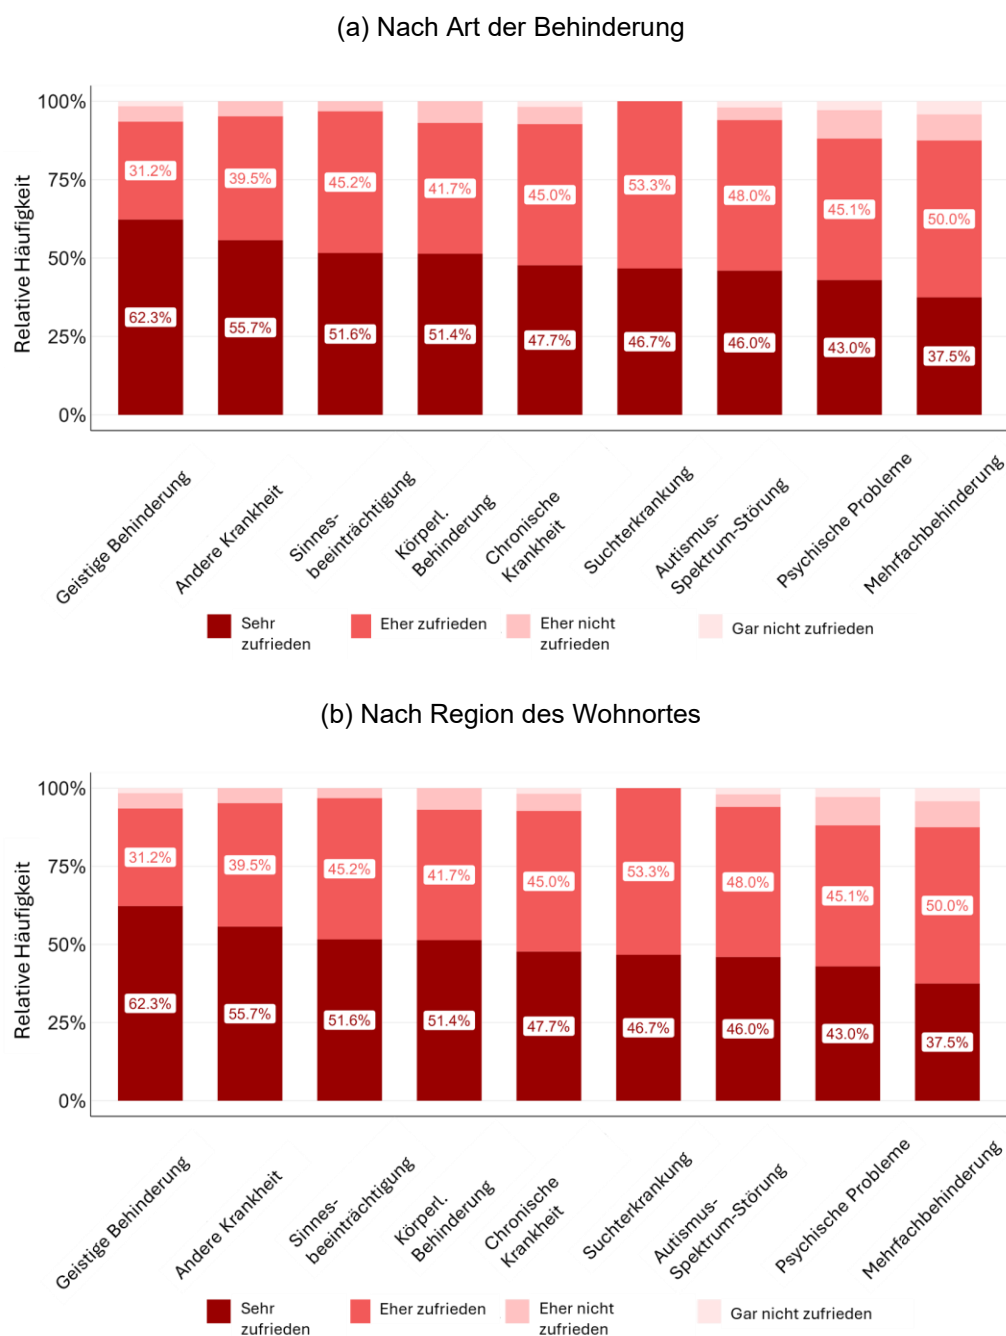 (a) Nach Art der Behinderung
Relative Häufigkeit
100%
75%
50%
25%
0%
31.2%
39.5%
45.2%
41.7%
45.0%
53.3%
48.0%
45.1%
50.0%
62.3%
55.7%
51.6%
51.4%
47.7%
46.7%
46.0%
43.0%
37.5%
Geistige Behinderung
Andere Krankheit
Sinnes-
beeinträchtigung
Körperl.
Behinderung
Chronische
Krankheit
Suchterkrankung
Autismus-
Spektrum-Störung
Psychische Probleme
Mehrfachbehinderung
Sehr
zufrieden
Eher zufrieden
Eher nicht
zufrieden
Gar nicht zufrieden
(b) Nach Region des Wohnortes
Relative Häufigkeit
100%
75%
50%
25%
0%
31.2%
39.5%
45.2%
41.7%
45.0%
53.3%
48.0%
45.1%
50.0%
62.3%
55.7%
51.6%
51.4%
47.7%
46.7%
46.0%
43.0%
37.5%
Geistige Behinderung
Andere Krankheit
Sinnes-
beeinträchtigung
Körperl.
Behinderung
Chronische
Krankheit
Suchterkrankung
Autismus-
Spektrum-Störung
Psychische Probleme
Mehrfachbehinderung
Sehr
zufrieden
Eher zufrieden
Eher nicht
zufrieden
Gar nicht zufrieden